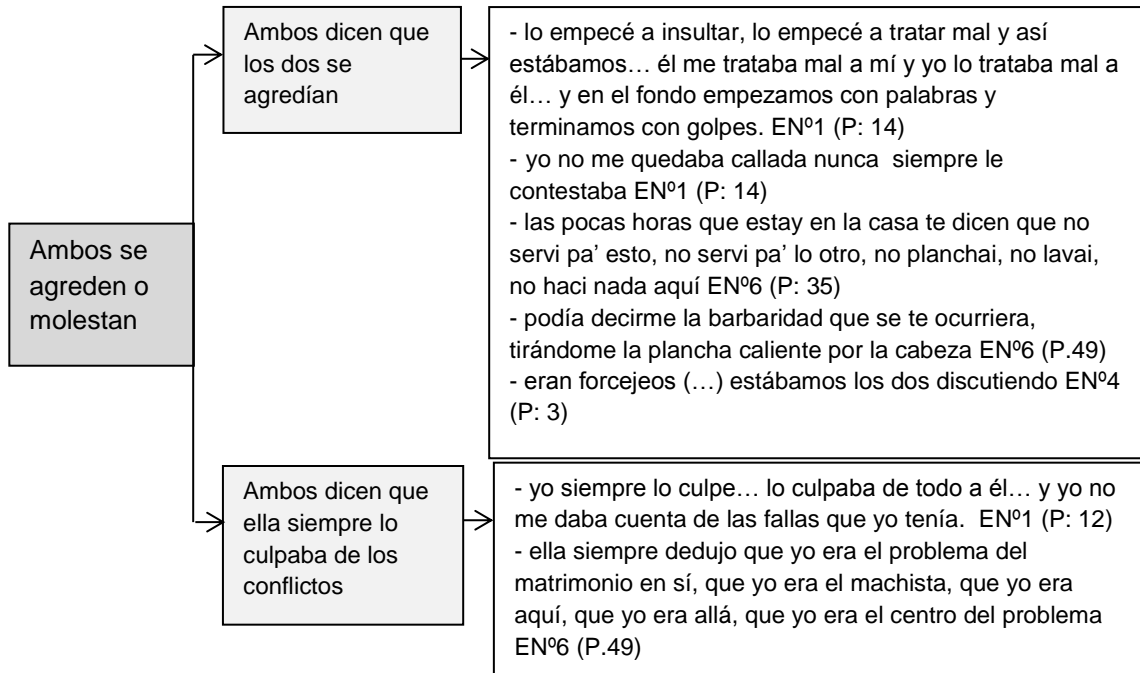 Ambos se
agreden o
molestan
Ambos dicen que
los dos se
agredían
- lo empecé a insultar, lo empecé a tratar mal y así
estábamos… él me trataba mal a mí y yo lo trataba mal a
él… y en el fondo empezamos con palabras y
terminamos con golpes. ENº1 (P: 14)
- yo no me quedaba callada nunca  siempre le
contestaba ENº1 (P: 14)
- las pocas horas que estay en la casa te dicen que no
servi pa’ esto, no servi pa’ lo otro, no planchai, no lavai,
no haci nada aquí ENº6 (P: 35)
- podía decirme la barbaridad que se te ocurriera,
tirándome la plancha caliente por la cabeza ENº6 (P.49)
- eran forcejeos (…) estábamos los dos discutiendo ENº4
(P: 3)
Ambos dicen que
ella siempre lo
culpaba de los
conflictos
- yo siempre lo culpe… lo culpaba de todo a él… y yo no
me daba cuenta de las fallas que yo tenía.  ENº1 (P: 12)
- ella siempre dedujo que yo era el problema del
matrimonio en sí, que yo era el machista, que yo era
aquí, que yo era allá, que yo era el centro del problema
ENº6 (P.49)